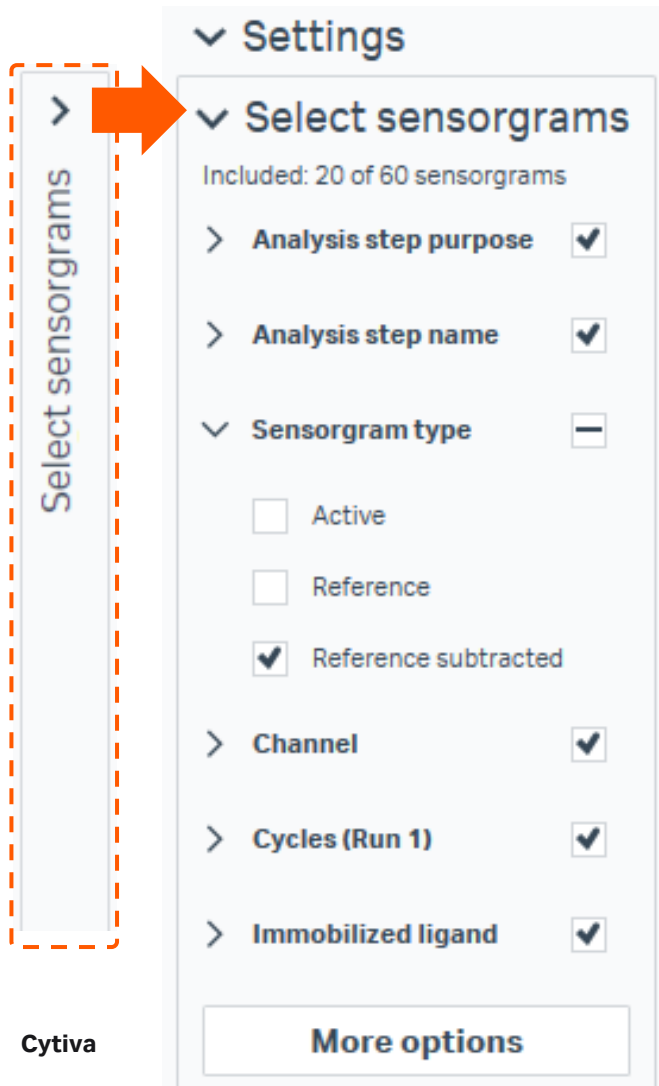 Select sensorgrams
Settings
Select sensorgrams
Included: 20 of 60 sensorgrams
Analysis step purpose
Analysis step name
Sensorgram type
Active
Reference
Reference subtracted
Channel
Cycles (Run 1)
Immobilized ligand
More options
Cytiva